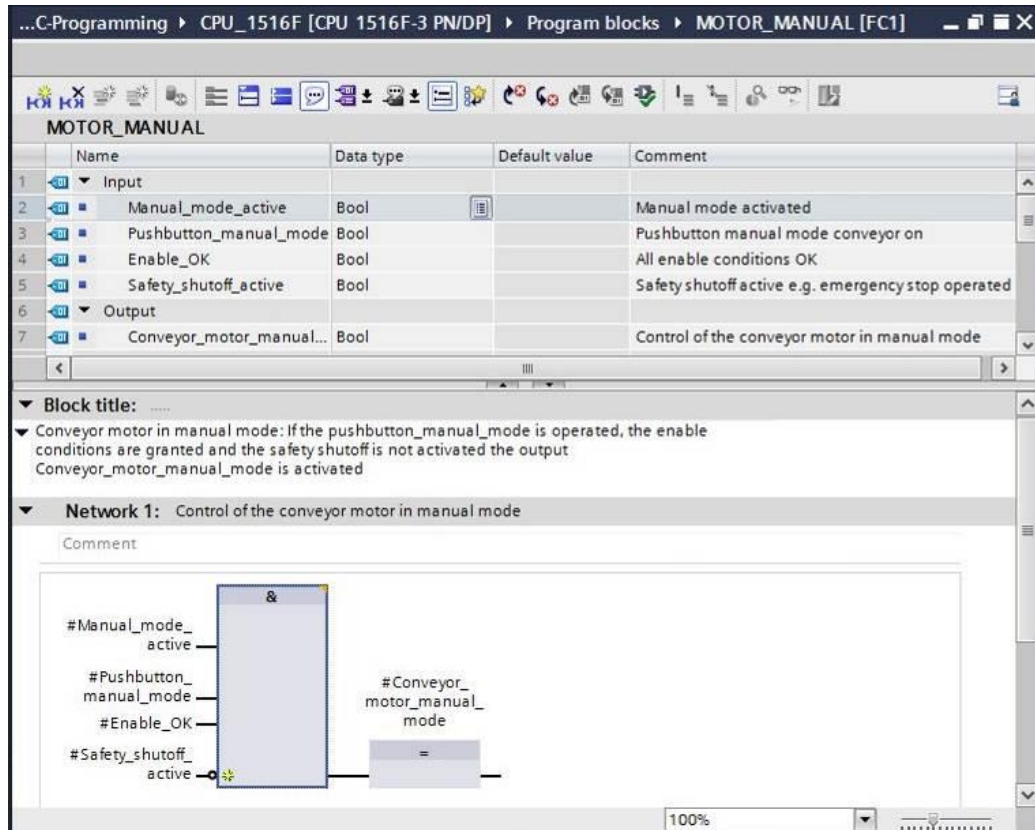 ...C-Programming ▸ CPU_1516F [CPU 1516F-3 PN/DP] ▸ Program blocks ▸ MOTOR_MANUAL [FC1]
MOTOR_MANUAL
Name Data type Default value Comment
1 Input
2 Manual_mode_active Bool Manual mode activated
3 Pushbutton_manual_mode Bool Pushbutton manual mode conveyor on
4 Enable_OK Bool All enable conditions OK
5 Safety_shutoff_active Bool Safety shutoff active e.g. emergency stop operated
6 Output
7 Conveyor_motor_manual... Bool Control of the conveyor motor in manual mode
Block title: .....
Conveyor motor in manual mode: If the pushbutton_manual_mode is operated, the enable
conditions are granted and the safety shutoff is not activated the output
Conveyor_motor_manual_mode is activated
Network 1: Control of the conveyor motor in manual mode
Comment
&
#Manual_mode_
active
#Pushbutton_
manual_mode
#Enable_OK
#Safety_shutoff_
active
#Conveyor_
motor_manual_
mode
=
100%